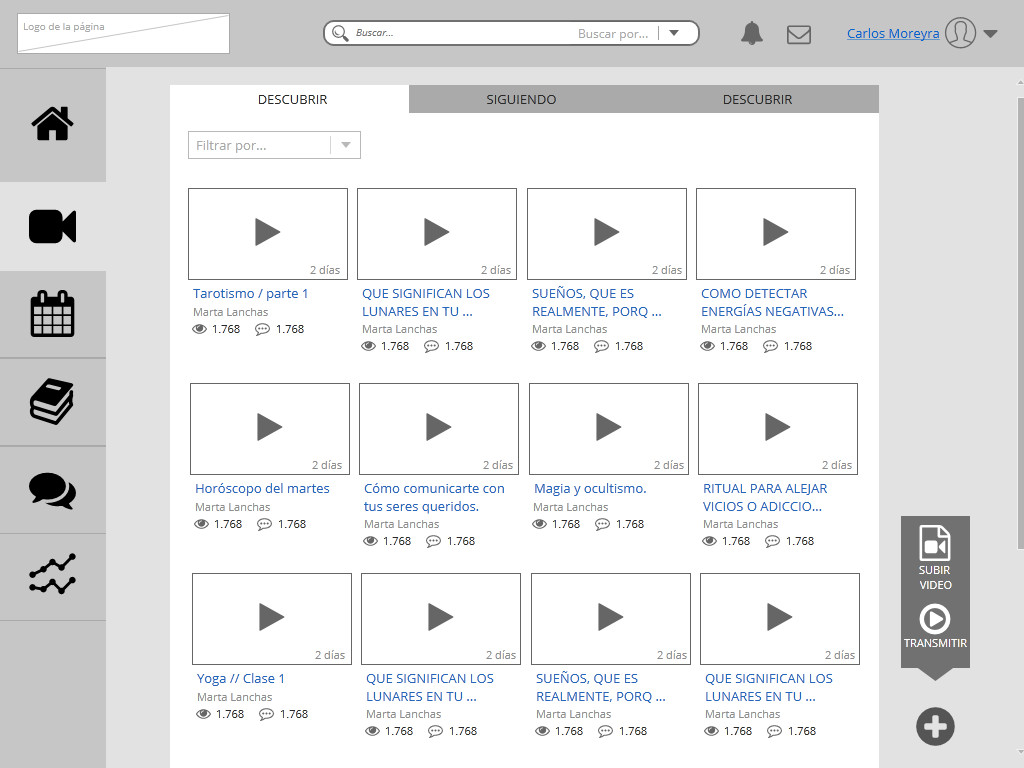 Logo de la página
Buscar...
Buscar por...
Carlos Moreyra
DESCUBRIR
SIGUIENDO
DESCUBRIR
Filtrar por...
2 días
2 días
2 días
2 días
Tarotismo / parte 1
Marta Lanchas
1.768 1.768
QUE SIGNIFICAN LOS
LUNARES EN TU ...
Marta Lanchas
1.768 1.768
SUEÑOS, QUE ES
REALMENTE, PORQ ...
Marta Lanchas
1.768 1.768
COMO DETECTAR
ENERGÍAS NEGATIVAS...
Marta Lanchas
1.768 1.768
2 días
2 días
2 días
2 días
Horóscopo del martes
Marta Lanchas
1.768 1.768
Cómo comunicarte con
tus seres queridos.
Marta Lanchas
1.768 1.768
Magia y ocultismo.
Marta Lanchas
1.768 1.768
RITUAL PARA ALEJAR
VICIOS O ADICCIO...
Marta Lanchas
1.768 1.768
2 días
2 días
2 días
2 días
Yoga // Clase 1
Marta Lanchas
1.768 1.768
QUE SIGNIFICAN LOS
LUNARES EN TU ...
Marta Lanchas
1.768 1.768
SUEÑOS, QUE ES
REALMENTE, PORQ ...
Marta Lanchas
1.768 1.768
QUE SIGNIFICAN LOS
LUNARES EN TU ...
Marta Lanchas
1.768 1.768
SUBIR
VIDEO
TRANSMITIR